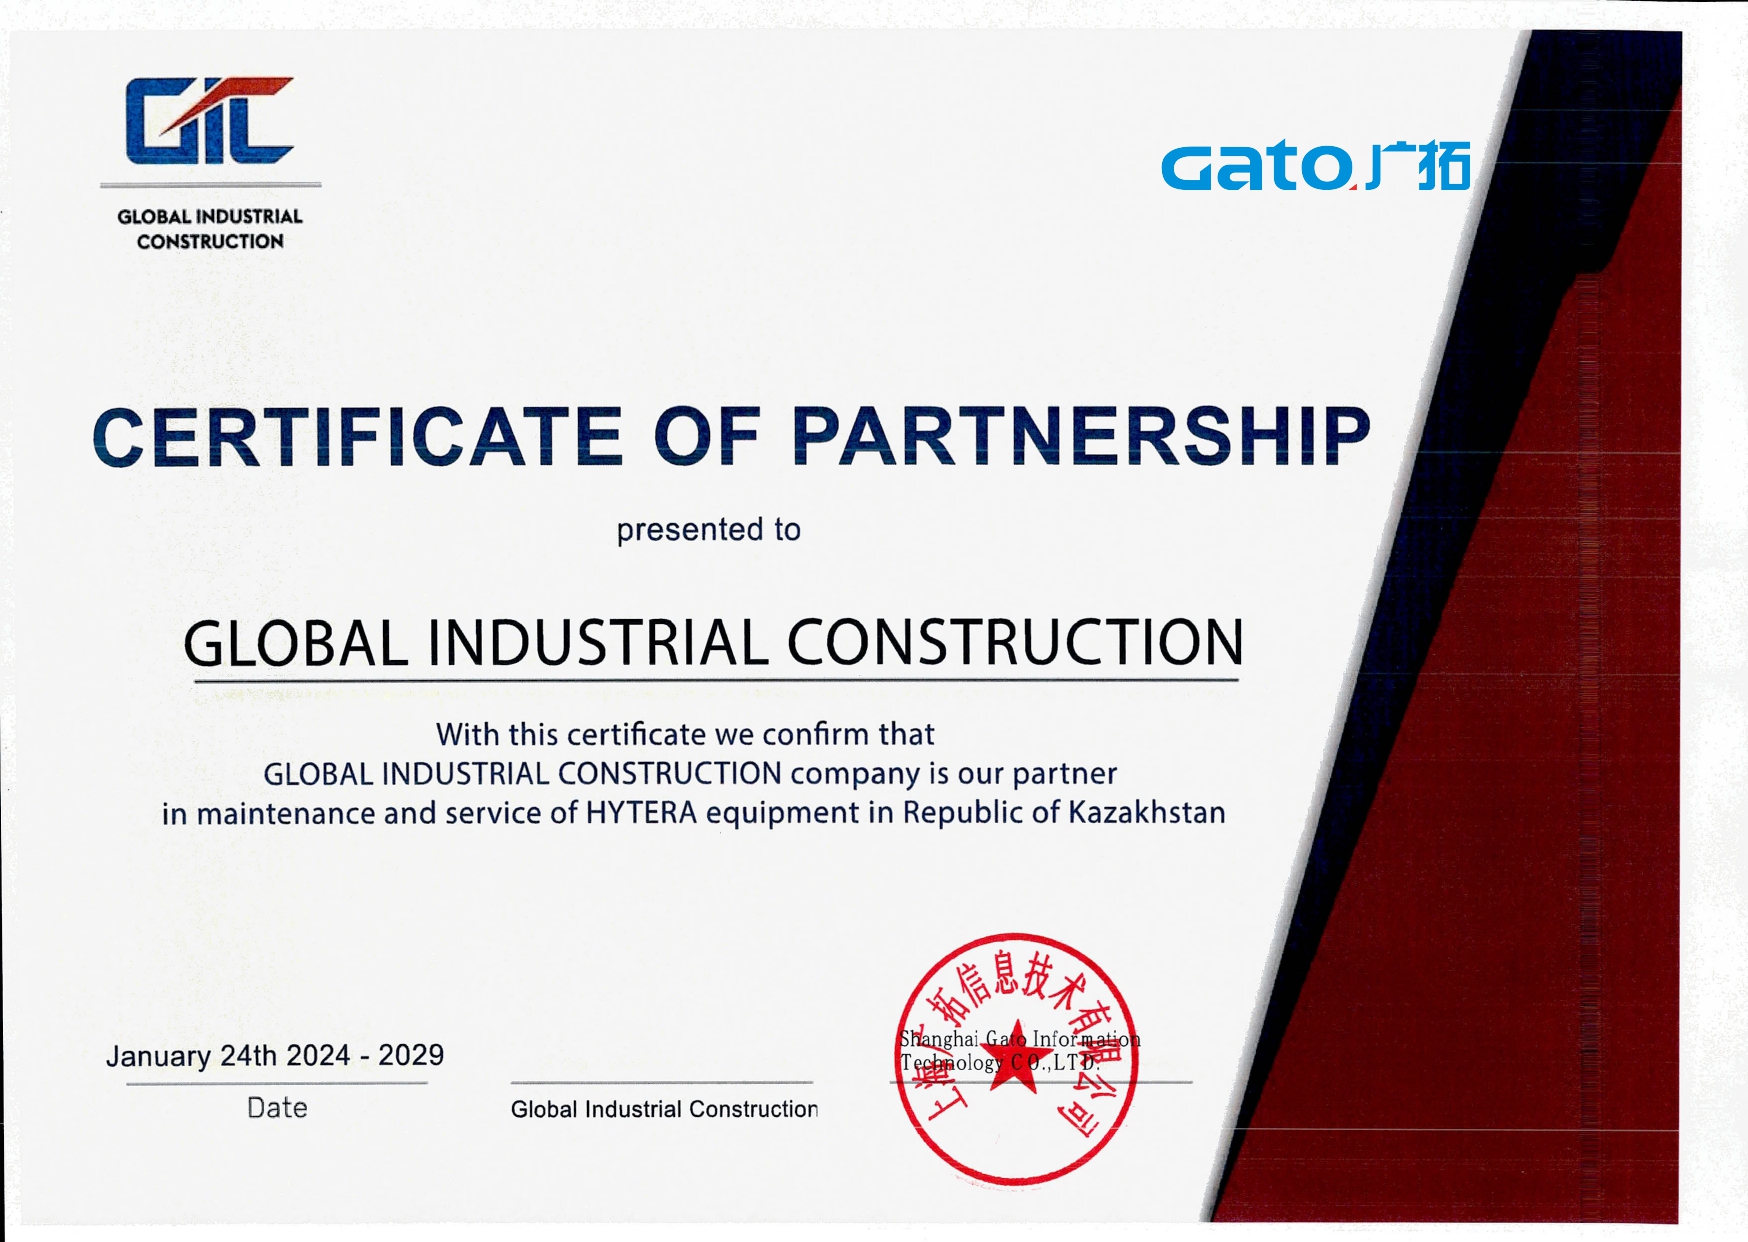 GIC
GLOBAL INDUSTRIAL
CONSTRUCTION
Gato广拓
CERTIFICATE OF PARTNERSHIP
presented to
GLOBAL INDUSTRIAL CONSTRUCTION
With this certificate we confirm that
GLOBAL INDUSTRIAL CONSTRUCTION company is our partner
in maintenance and service of HYTERA equipment in Republic of Kazakhstan
January 24th 2024 - 2029
Date
Global Industrial Construction
上海广拓信息技术有限公司
Shanghai Gato Information
Technology CO.,LTD.